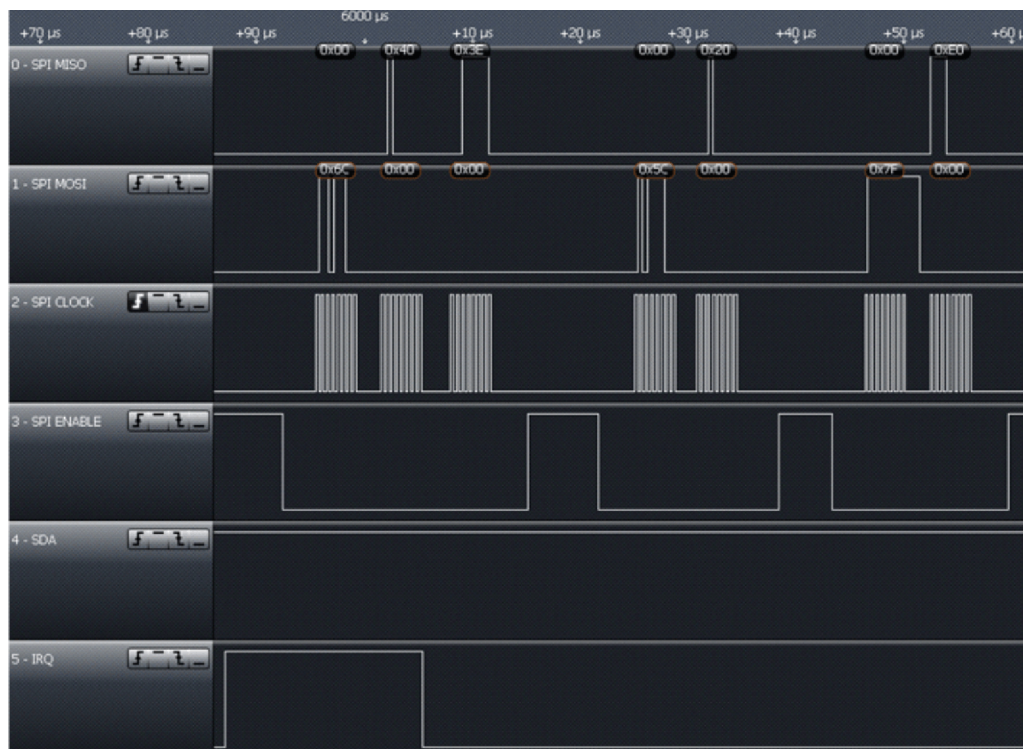 6000 µs
+70 µs +80 µs +90 µs +10 µs +20 µs +30 µs +40 µs +50 µs +60 µ
0 - SPI MISO 0x00 0x40 0x3E 0x00 0x20 0x00 0xE0
1 - SPI MOSI 0x6C 0x00 0x00 0x5C 0x00 0x7F 0x00
2 - SPI CLOCK
3 - SPI ENABLE
4 - SDA
5 - IRQ